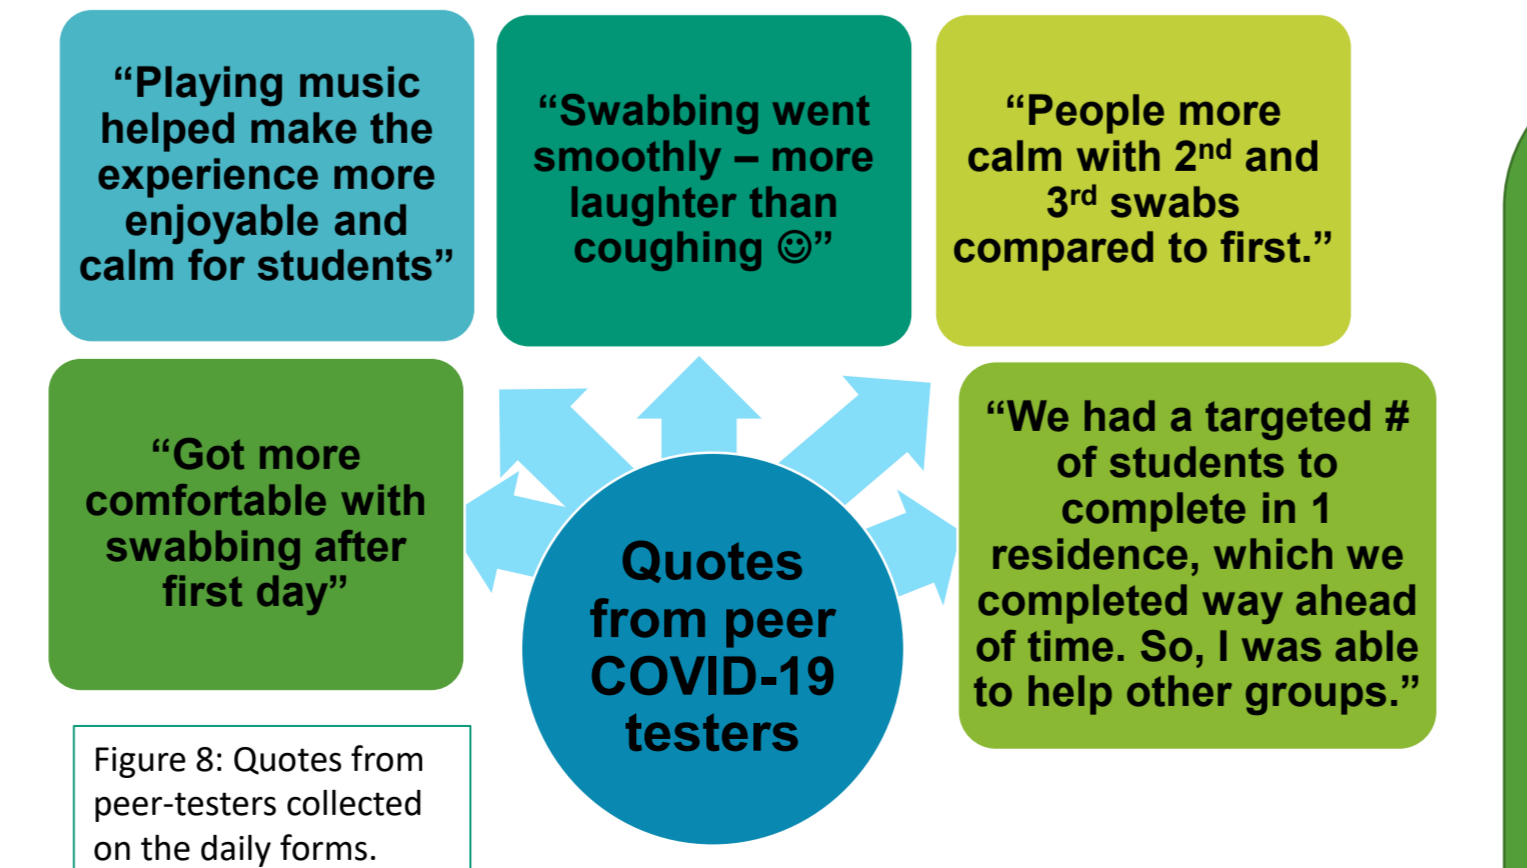 “Playing music
helped make the
experience more
enjoyable and
calm for students”
“Swabbing went
smoothly – more
laughter than
coughing ☺”
“People more
calm with 2nd and
3rd swabs
compared to first.”
“Got more
comfortable with
swabbing after
first day”
“We had a targeted #
of students to
complete in 1
residence, which we
completed way ahead
of time. So, I was able
to help other groups.”
Quotes
from peer
COVID-19
testers
Figure 8: Quotes from
peer-testers collected
on the daily forms.